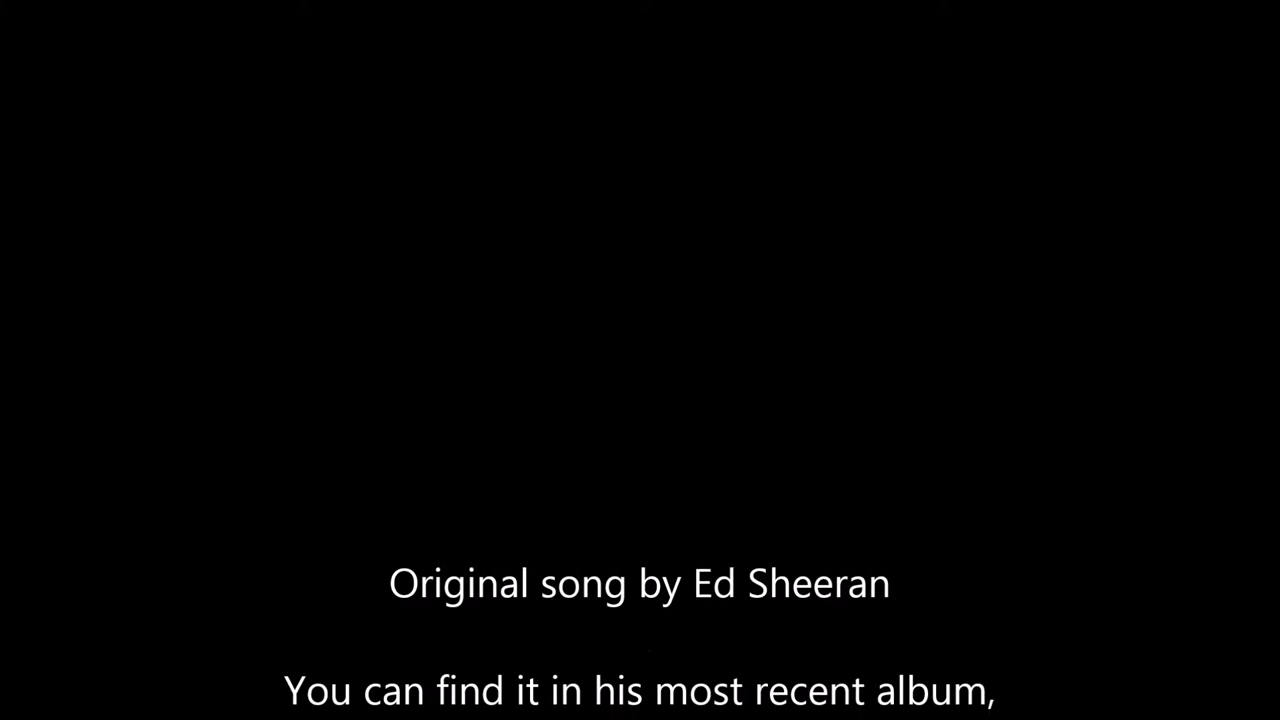 Original song by Ed Sheeran
You can find it in his most recent album,